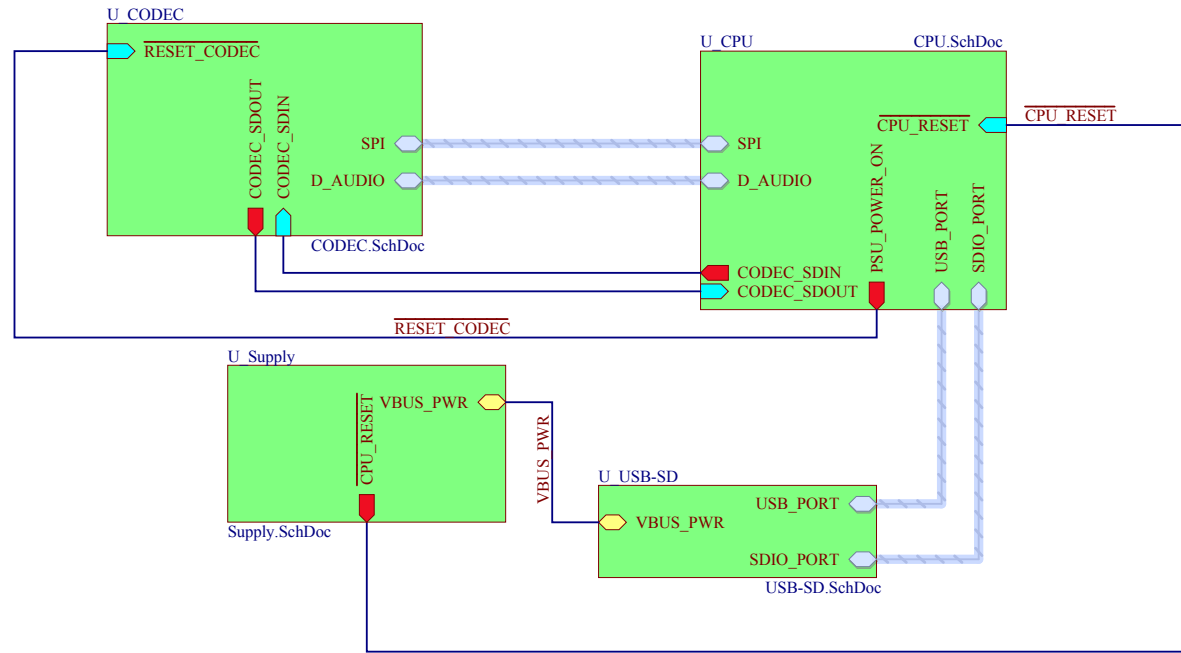 U_CODEC
RESET_CODEC
CODEC_SDOUT
CODEC_SDIN
SPI
D_AUDIO
CODEC.SchDoc
U_CPU
CPU.SchDoc
CPU_RESET
CPU_RESET
SPI
D_AUDIO
PSU_POWER_ON
USB_PORT
SDIO_PORT
CODEC_SDIN
CODEC_SDOUT
RESET_CODEC
U_Supply
VBUS_PWR
CPU_RESET
Supply.SchDoc
VBUS_PWR
U_USB-SD
VBUS_PWR
USB_PORT
SDIO_PORT
USB-SD.SchDoc